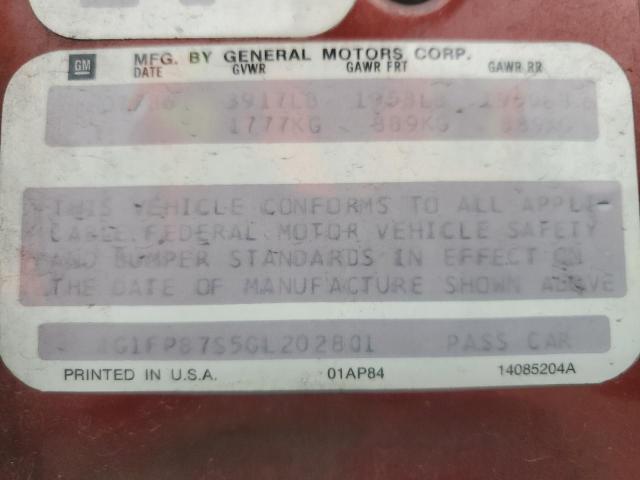 GM MFG. BY GENERAL MOTORS CORP.
DATE GVWR GAWR FRT GAWR RR
3917LB 1958LB
1777KG 889KG 889KG
THIS VEHICLE CONFORMS TO ALL APPLI-
CABLE FEDERAL MOTOR VEHICLE SAFETY
AND BUMPER STANDARDS IN EFFECT ON
THE DATE OF MANUFACTURE SHOWN ABOVE
1G1FP87S5GL202801 PASS CAR
PRINTED IN U.S.A. 01AP84 14085204A